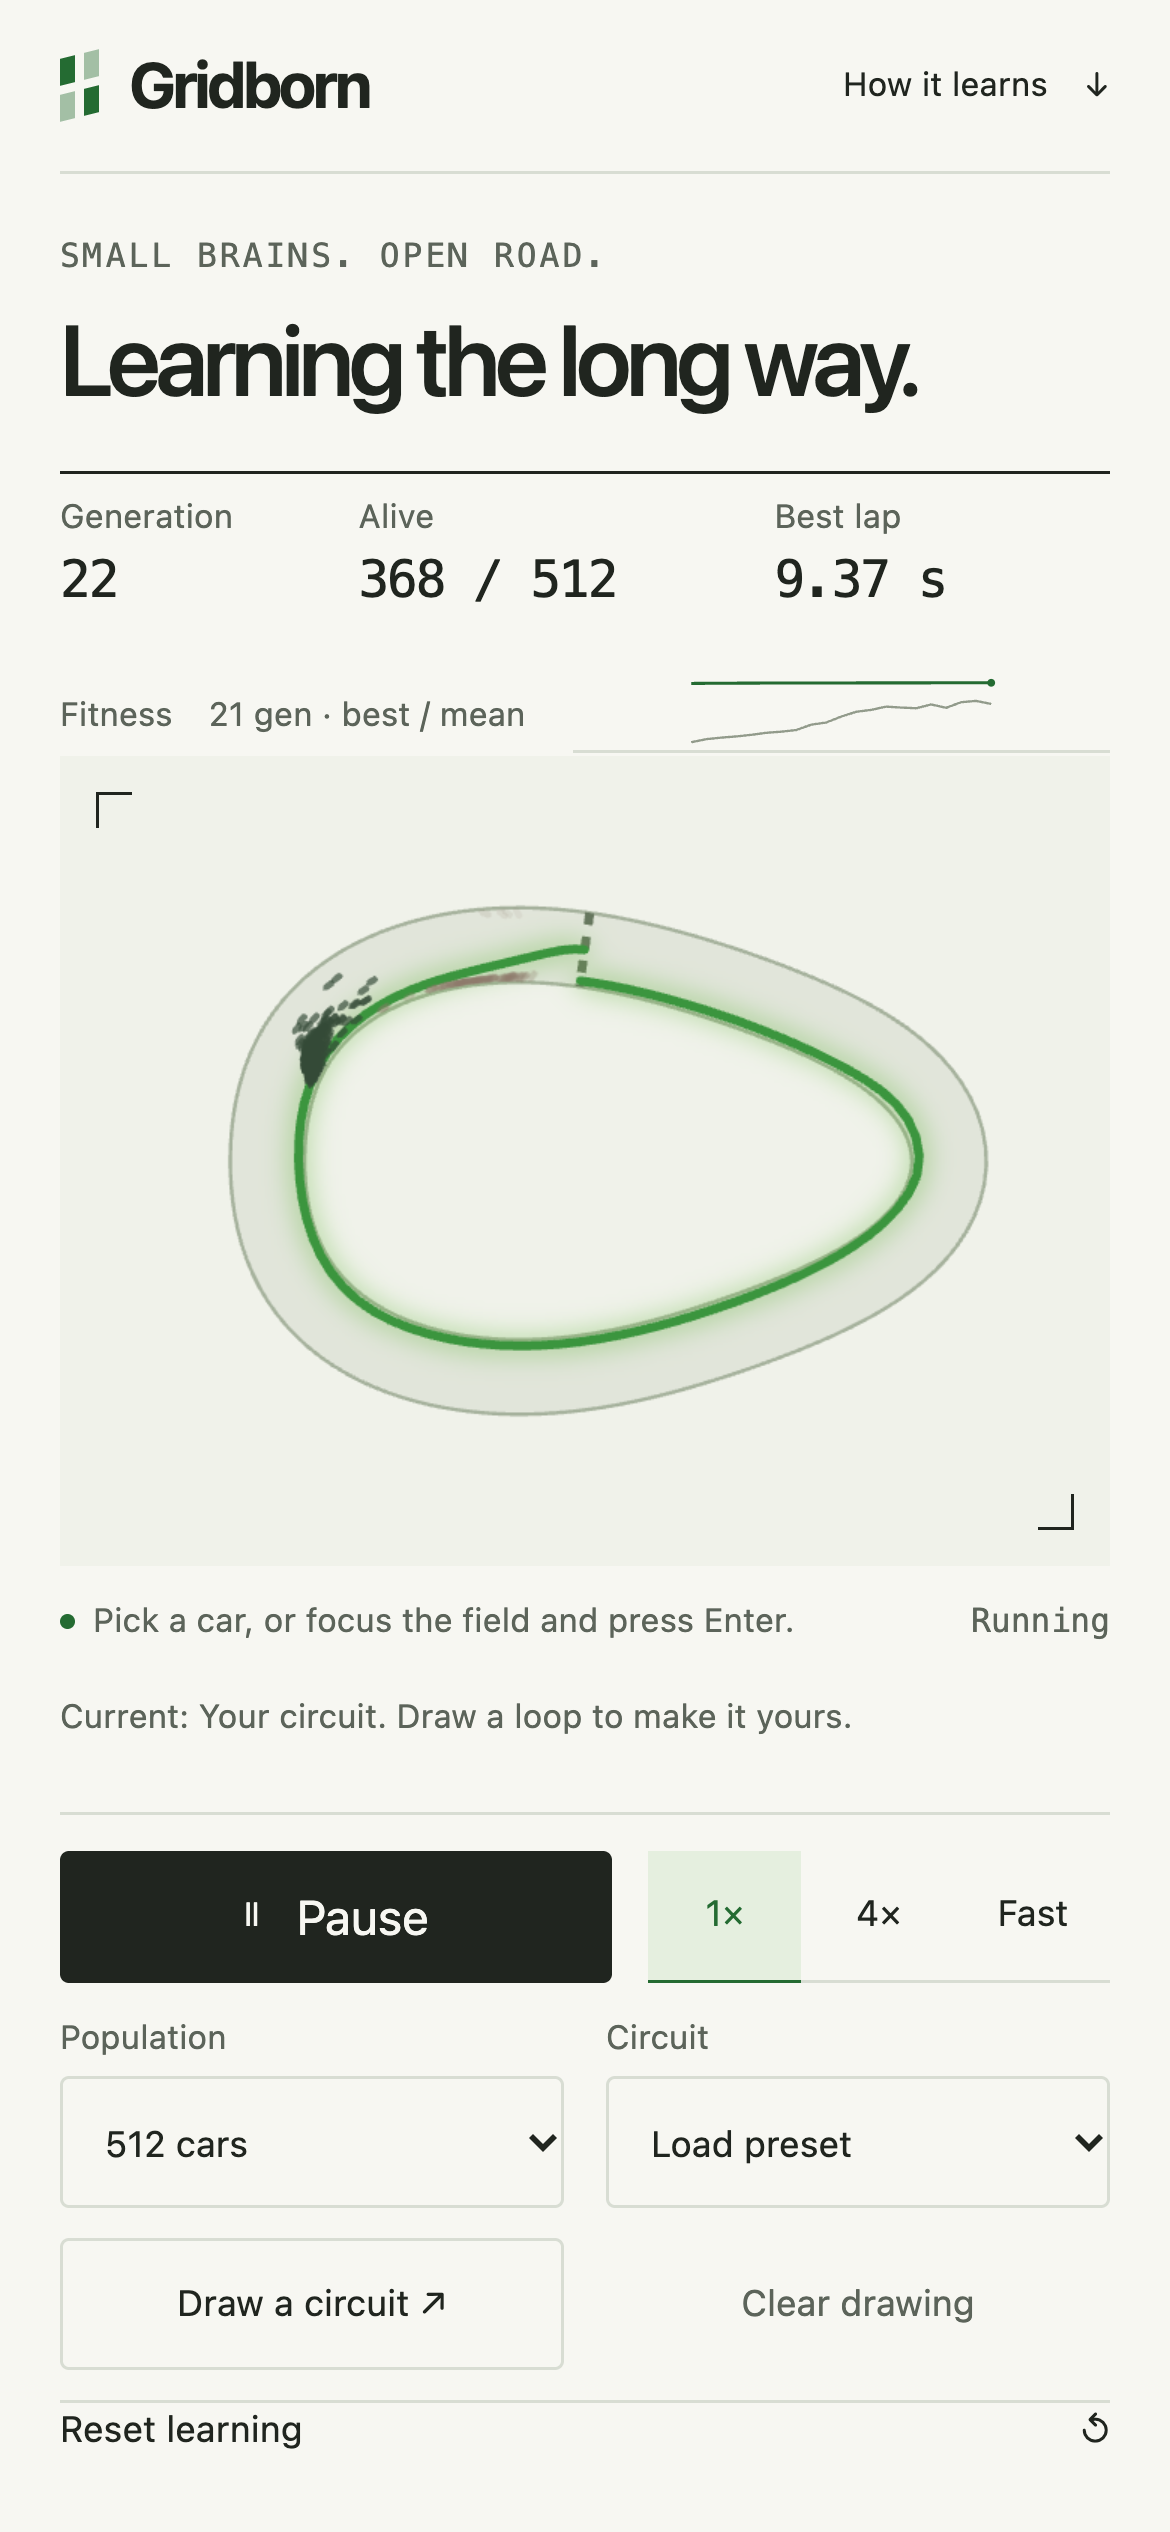 Gridborn
How it learns ↓
SMALL BRAINS. OPEN ROAD.
Learning the long way.
Generation Alive Best lap
22 368 / 512 9.37 s
Fitness 21 gen · best / mean
Pick a car, or focus the field and press Enter. Running
Current: Your circuit. Draw a loop to make it yours.
Pause 1× 4× Fast
Population Circuit
512 cars Load preset
Draw a circuit ↗ Clear drawing
Reset learning